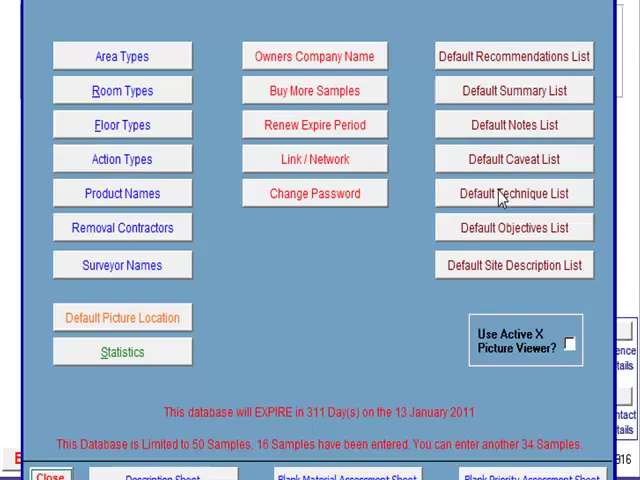 Area Types
Owners Company Name
Default Recommendations List
Room Types
Buy More Samples
Default Summary List
Floor Types
Renew Expire Period
Default Notes List
Action Types
Link / Network
Default Caveat List
Product Names
Change Password
Default Technique List
Removal Contractors
Default Objectives List
Surveyor Names
Default Site Description List
Default Picture Location
Use Active X
Picture Viewer?
Statistics
This database will EXPIRE in 311 Day(s) on the 13 January 2011
This Database is Limited to 50 Samples, 16 Samples have been entered. You can enter another 34 Samples.
Close
Description Sheet
Blank Material Assessment Sheet
Blank Priority Assessment Sheet